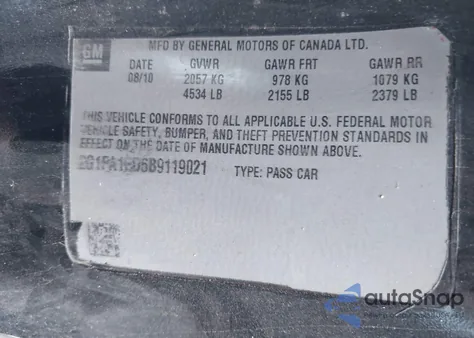 GM
MFD BY GENERAL MOTORS OF CANADA LTD.
DATE GVWR GAWR FRT GAWR RR
08/10 2057 KG 978 KG 1079 KG
4534 LB 2155 LB 2379 LB
THIS VEHICLE CONFORMS TO ALL APPLICABLE U.S. FEDERAL MOTOR
VEHICLE SAFETY, BUMPER, AND THEFT PREVENTION STANDARDS IN
EFFECT ON THE DATE OF MANUFACTURE SHOWN ABOVE.
TYPE: PASS CAR
autoSnap